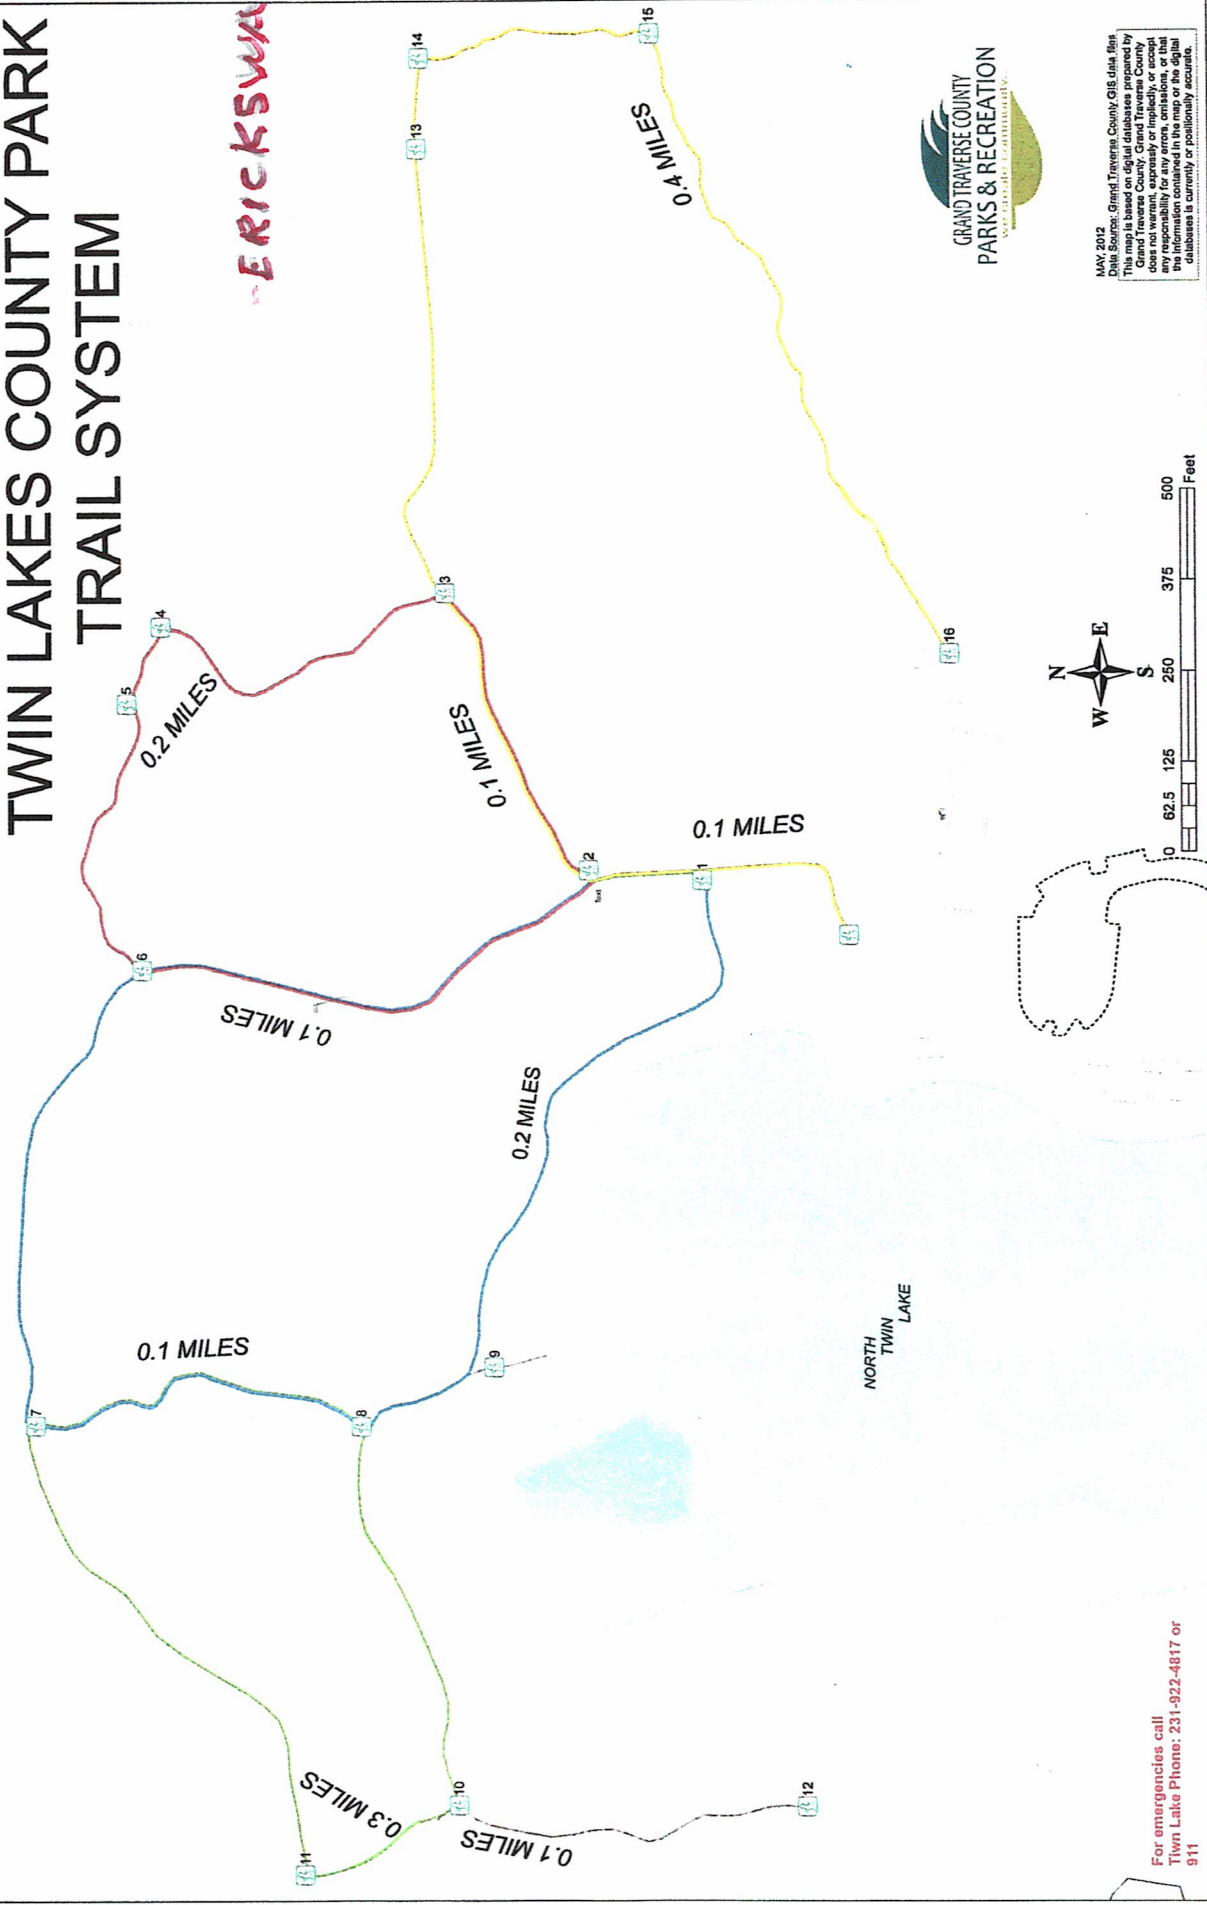 TWIN LAKES COUNTY PARK
TRAIL SYSTEM
14
15
13
0.4 MILES
GRAND TRAVERSE COUNTY
PARKS & RECREATION
we create community.
MAY, 2012
Data Source: Grand Traverse County GIS data files
This map is based on digital databases prepared by
Grand Traverse County. Grand Traverse County
does not warrant, expressly or impliedly, or accept
any responsibility for any errors, omissions, or that
the information contained in the map or the digital
databases is currently or positionally accurate.
3
4
5
0.2 MILES
0.1 MILES
16
N
W E
S
0 62.5 125 250 375 500
Feet
2
Text
1
0.1 MILES
6
0.1 MILES
0.2 MILES
7
0.1 MILES
8
9
NORTH
TWIN
LAKE
11
0.3 MILES
10
0.1 MILES
12
For emergencies call
Tiwn Lake Phone: 231-922-4817 or
911